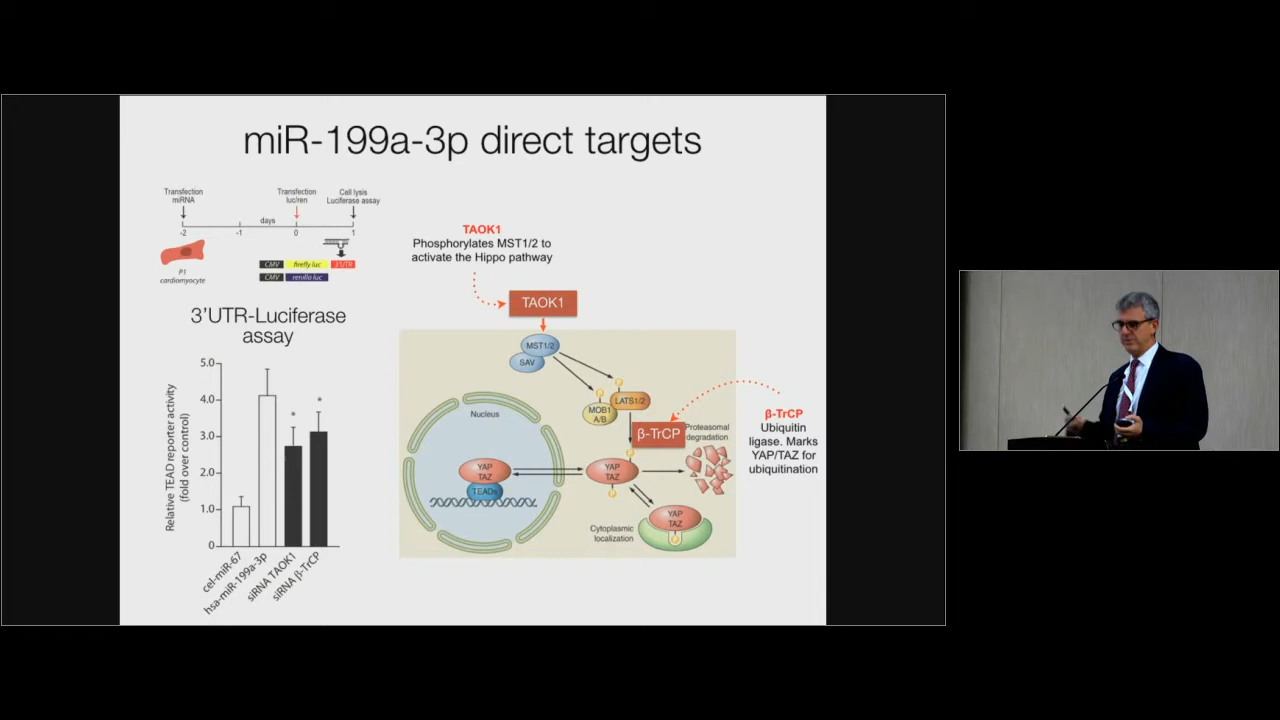 miR-199a-3p direct targets
Transfection
miRNA
Transfection
luc/ren
Cell lysis
Luciferase assay
days
-2
-1
0
1
P1
cardiomyocyte
CMV
firefly luc
3'UTR
CMV
renilla luc
3'UTR-Luciferase
assay
Relative TEAD reporter activity
(fold over control)
5.0
4.0
3.0
2.0
1.0
0
*
*
cel-miR-67
hsa-miR-199a-3p
siRNA TAOK1
siRNA β-TrCP
TAOK1
Phosphorylates MST1/2 to
activate the Hippo pathway
TAOK1
MST1/2
SAV
P
P
MOB1
A/B
LATS1/2
β-TrCP
Proteasomal
degradation
Nucleus
YAP
TAZ
TEADs
P
YAP
TAZ
P
YAP
TAZ
P
Cytoplasmic
localization
β-TrCP
Ubiquitin
ligase. Marks
YAP/TAZ for
ubiquitination